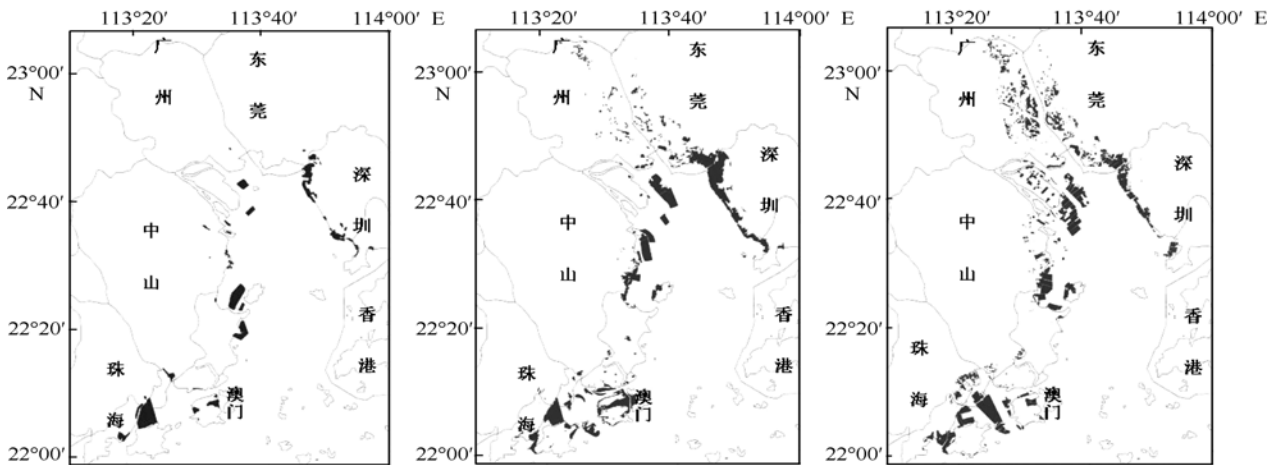 113°20′ 113°40′ 114°00′ E 113°20′ 113°40′ 114°00′ E 113°20′ 113°40′ 114°00′ E
23°00′
N
22°40′
22°20′
22°00′
广州
东莞
深圳
中山
香港
珠海
澳门
23°00′
N
22°40′
22°20′
22°00′
广州
东莞
深圳
中山
香港
珠海
澳门
23°00′
N
22°40′
22°20′
22°00′
广州
东莞
深圳
中山
香港
珠海
澳门